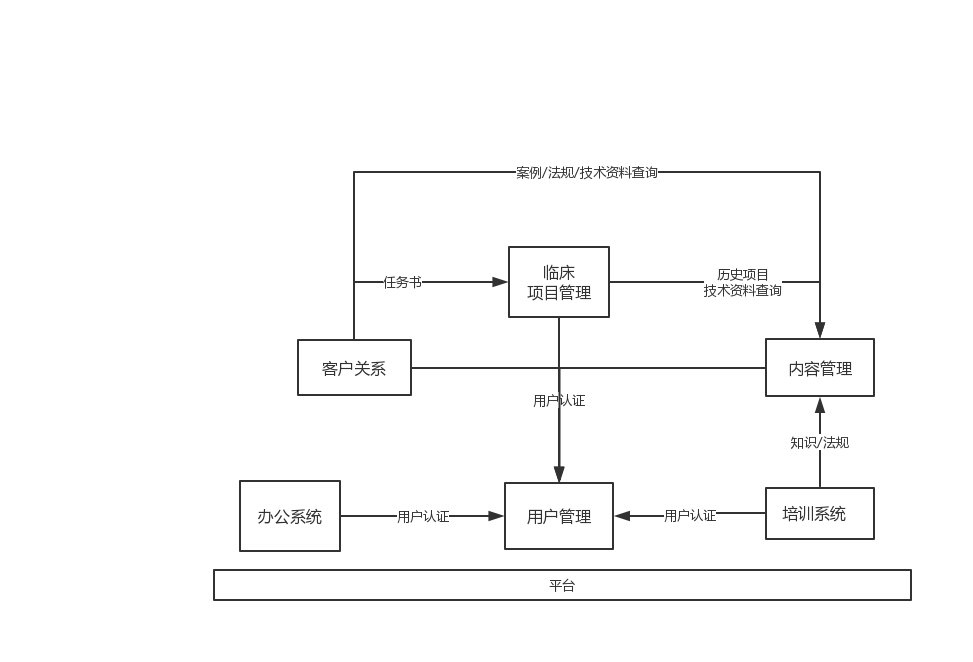 案例/法规/技术资料查询
临床
项目管理
历史项目
技术资料查询
任务书
客户关系
内容管理
用户认证
知识/法规
办公系统
用户认证
用户管理
用户认证
培训系统
平台